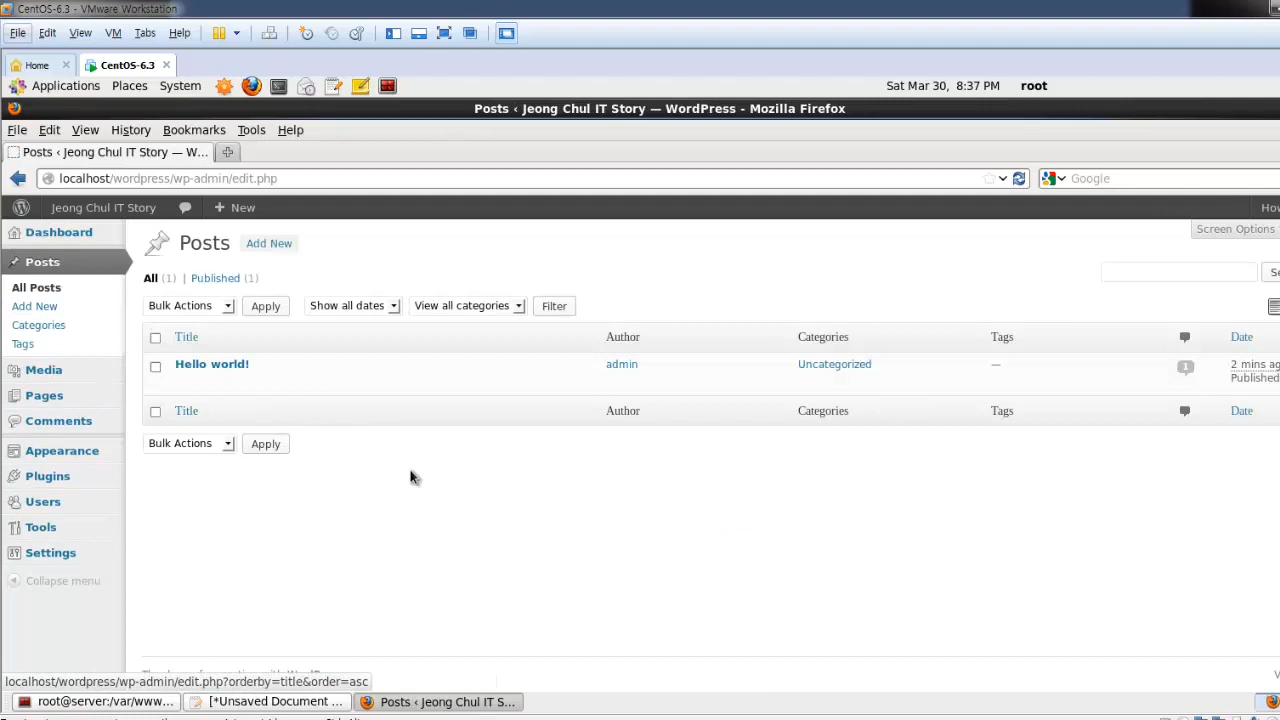 CentOS-6.3 - VMware Workstation
File Edit View VM Tabs Help
Home CentOS-6.3
Applications Places System Sat Mar 30, 8:37 PM root
Posts ‹ Jeong Chul IT Story — WordPress - Mozilla Firefox
File Edit View History Bookmarks Tools Help
Posts ‹ Jeong Chul IT Story — W...
localhost/wordpress/wp-admin/edit.php Google
Jeong Chul IT Story + New
Dashboard
Posts
All Posts
Add New
Categories
Tags
Media
Pages
Comments
Appearance
Plugins
Users
Tools
Settings
Collapse menu
Posts Add New Screen Options
All (1) | Published (1)
Bulk Actions Apply Show all dates View all categories Filter
Title Author Categories Tags Date
Hello world! admin Uncategorized — 1 2 mins
Published
Title Author Categories Tags Date
Bulk Actions Apply
localhost/wordpress/wp-admin/edit.php?orderby=title&order=asc
root@server:/var/www... [*Unsaved Document ... Posts ‹ Jeong Chul IT S...